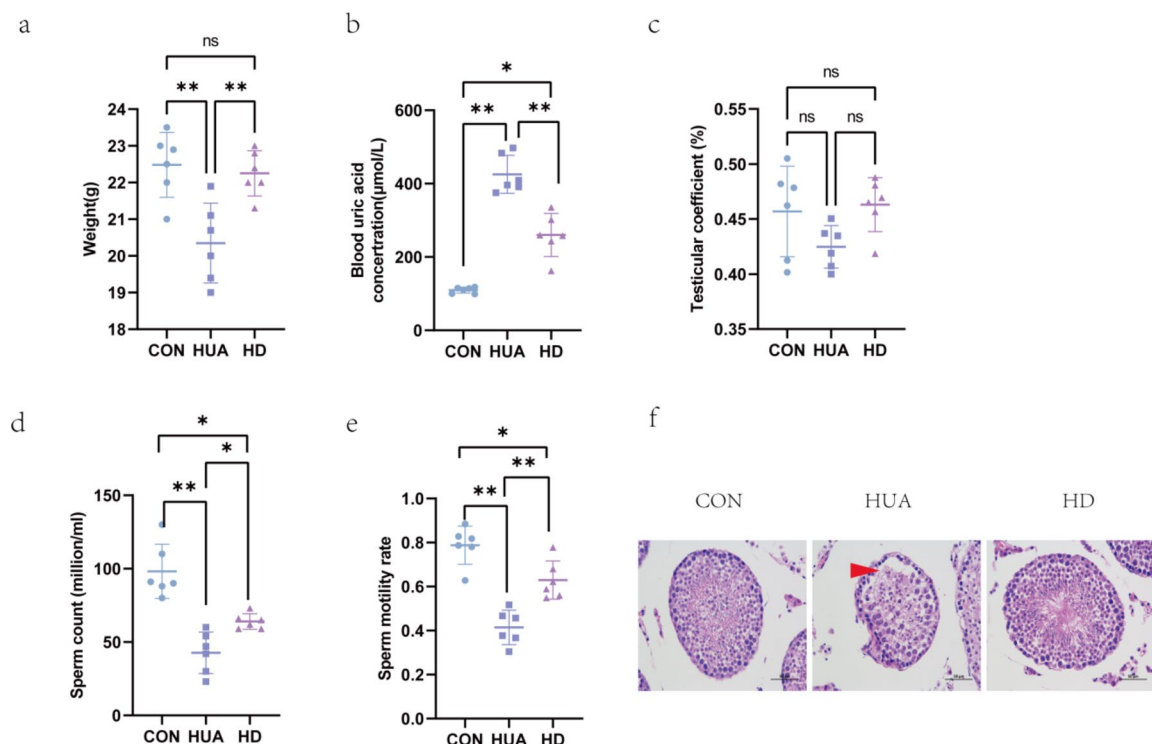 a
ns
**
**
Weight(g)
24
23
22
21
20
19
18
CON
HUA
HD
b
*
**
**
Blood uric acid
concertration(μmol/L)
600
400
200
0
CON
HUA
HD
c
ns
ns
ns
Testicular coefficient (%)
0.55
0.50
0.45
0.40
0.35
CON
HUA
HD
d
*
*
**
Sperm count (million/ml)
150
100
50
0
CON
HUA
HD
e
*
**
**
Sperm motility rate
1.0
0.8
0.6
0.4
0.2
0.0
CON
HUA
HD
f
CON
HUA
HD